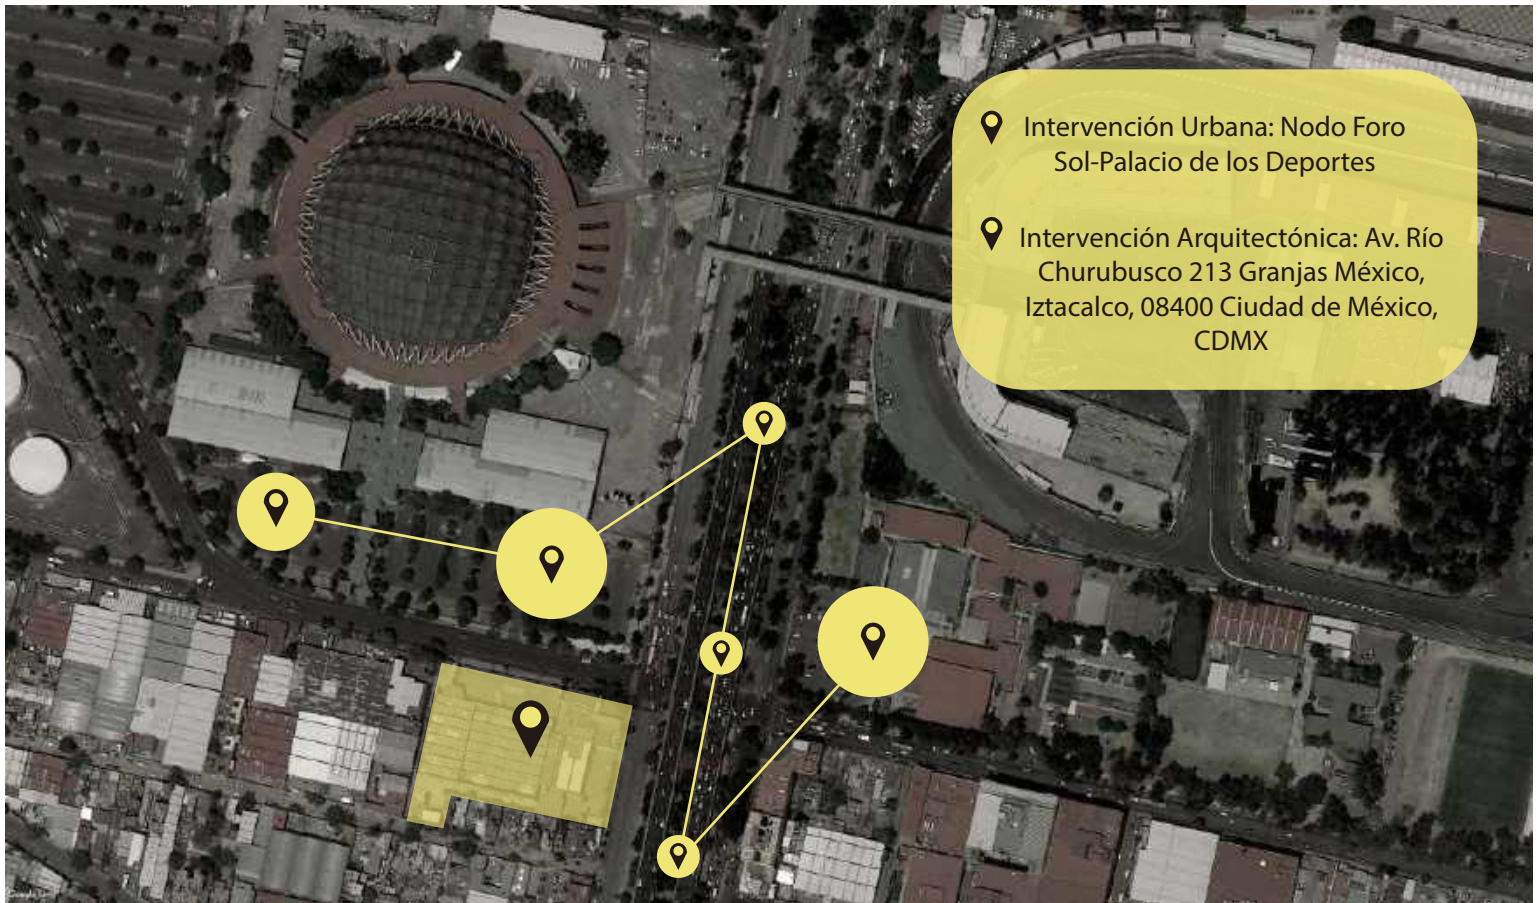 Intervención Urbana: Nodo Foro
Sol-Palacio de los Deportes
Intervención Arquitectónica: Av. Río
Churubusco 213 Granjas México,
Iztacalco, 08400 Ciudad de México,
CDMX